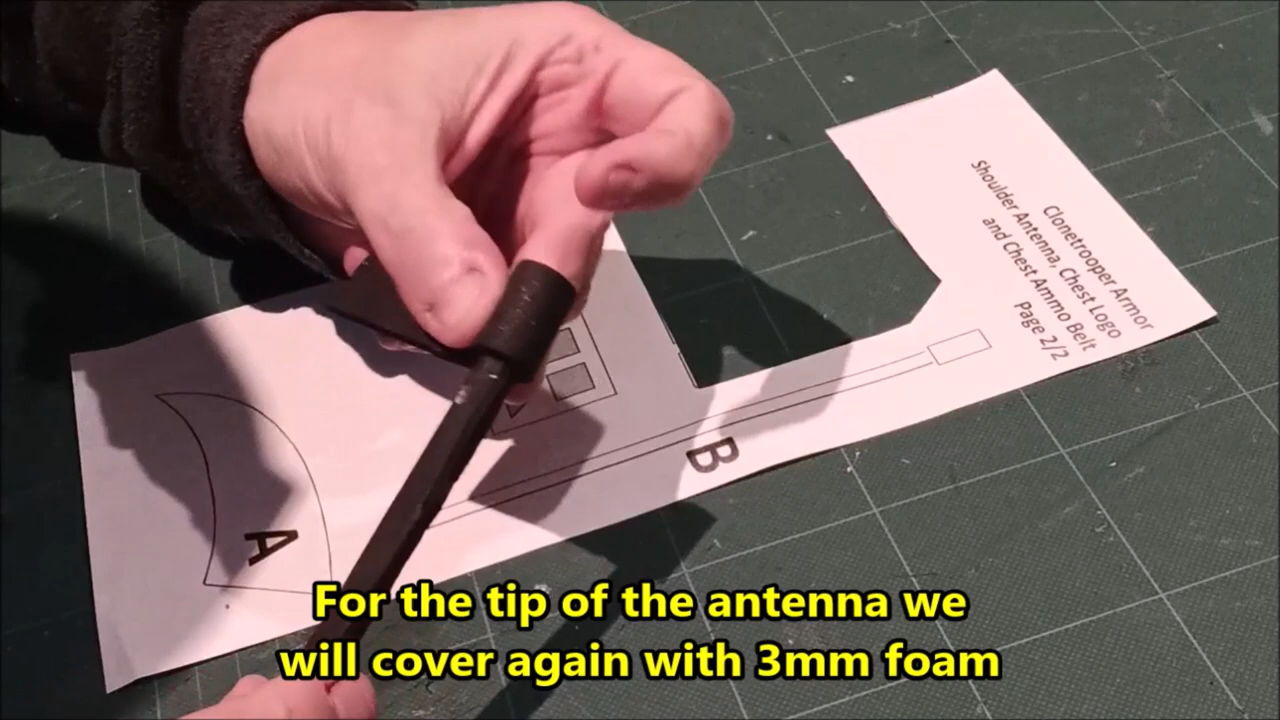 Clonetrooper Armor
Shoulder Antenna, Chest Logo
and Chest Ammo Belt
Page 2/2
B
A
For the tip of the antenna we
will cover again with 3mm foam